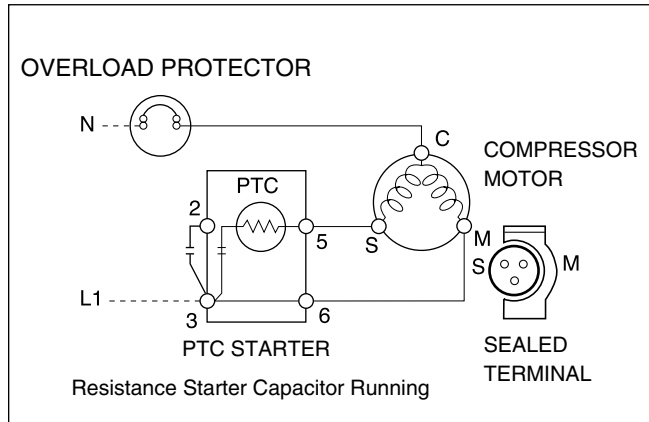 OVERLOAD PROTECTOR
N
C
COMPRESSOR
MOTOR
PTC
2
5
S
M
S
M
L1
3
6
PTC STARTER
SEALED
TERMINAL
Resistance Starter Capacitor Running